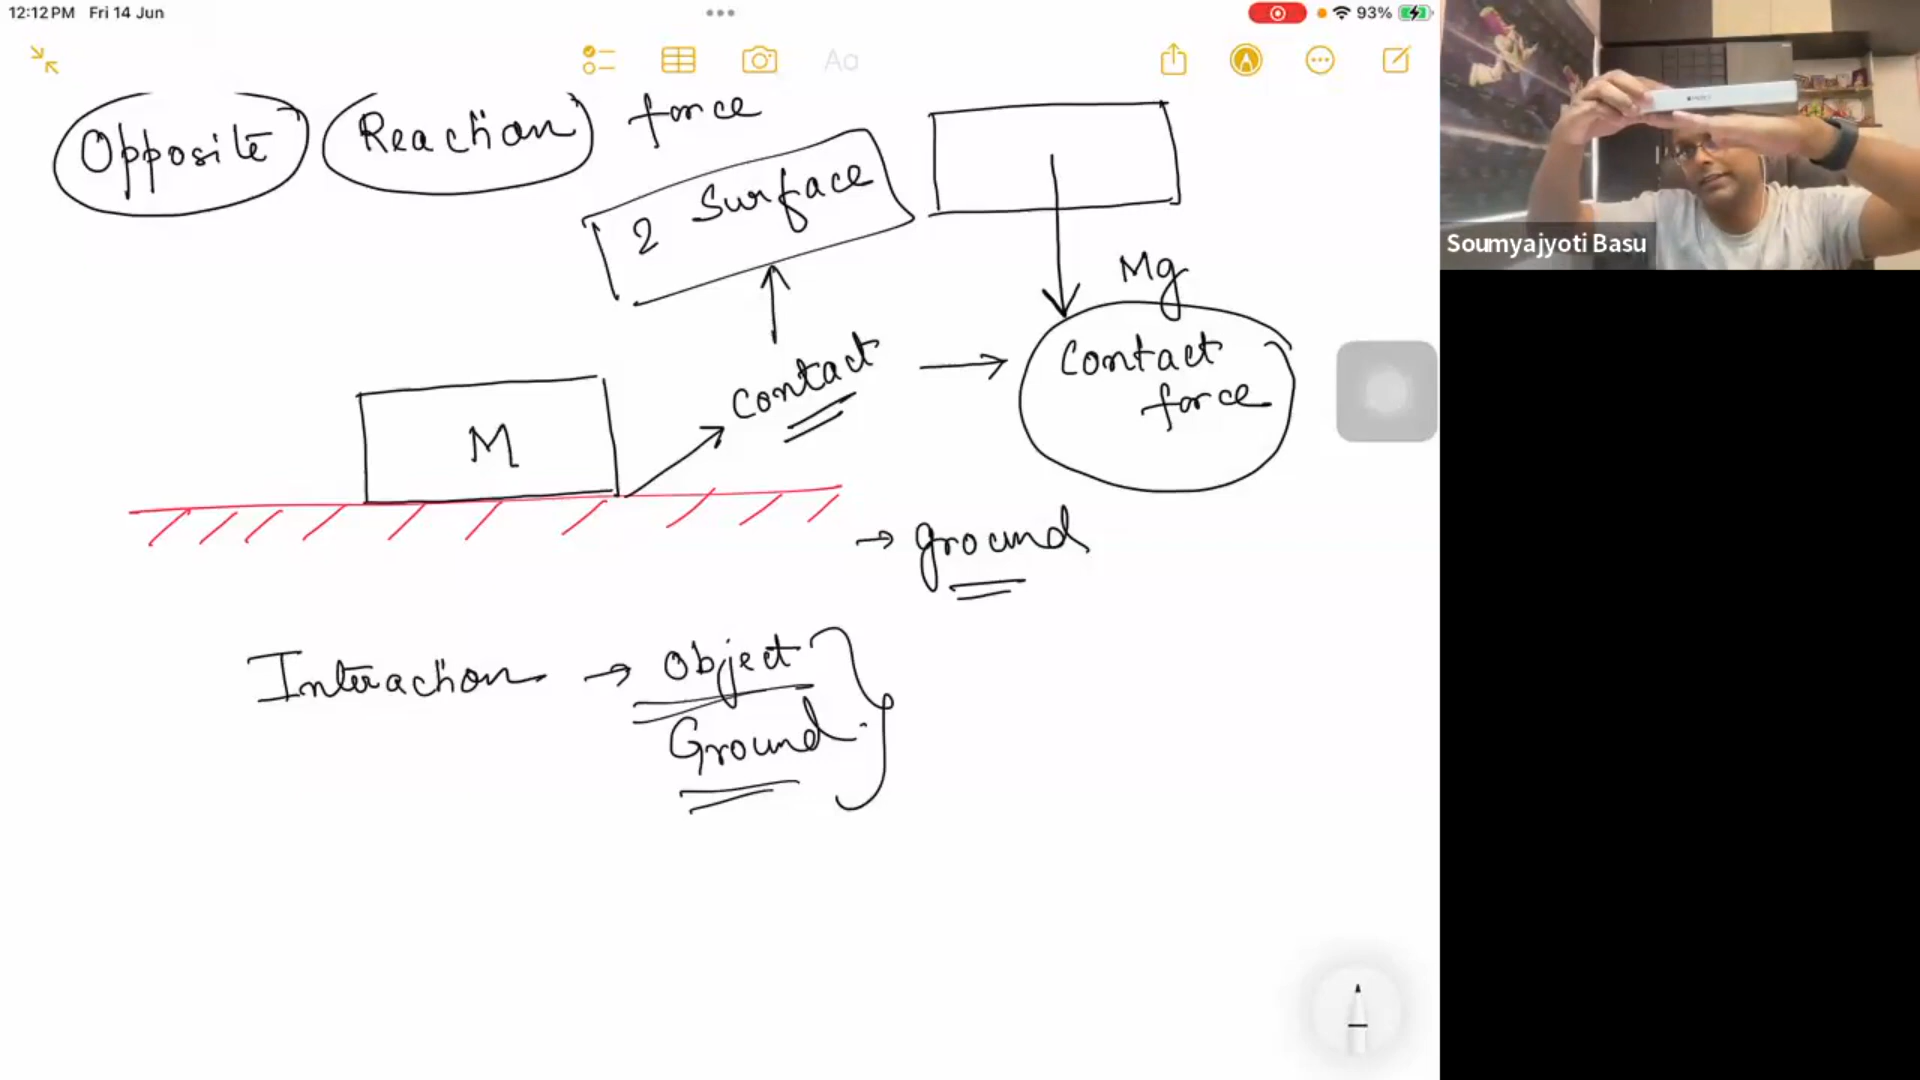 12:12 PM Fri 14 Jun
93%
Aa
Opposite Reaction force
2 Surface
Mg
Contact
force
contact
M
ground
Interaction → Object
Ground
Soumyajyoti Basu